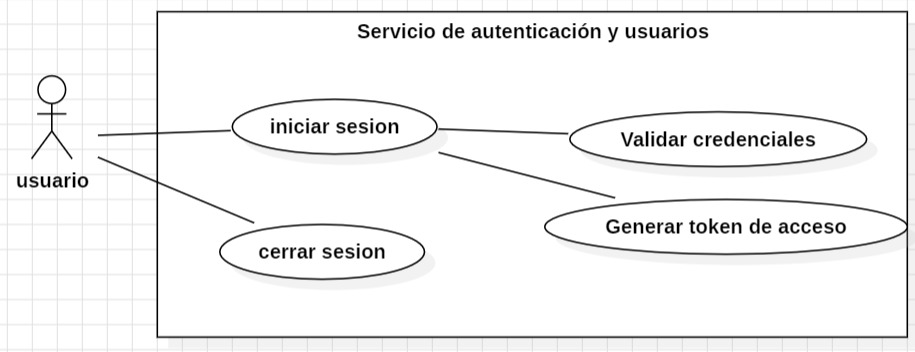 Servicio de autenticación y usuarios
iniciar sesion
Validar credenciales
usuario
Generar token de acceso
cerrar sesion